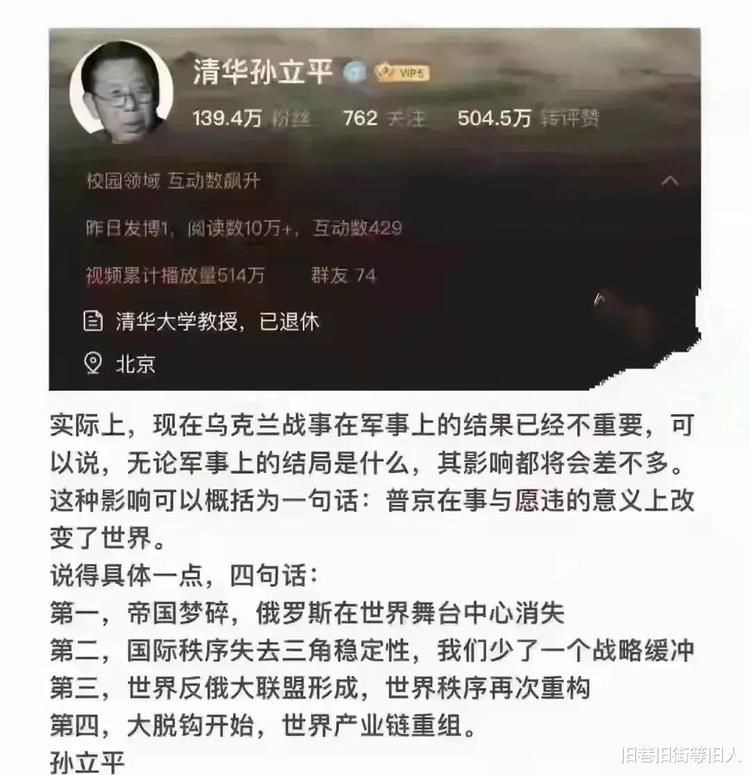 清华孙立平 VIP5
139.4万 粉丝 762 关注 504.5万 转评赞
校园领域 互动数飙升
昨日发博1，阅读数10万+，互动数429
视频累计播放量514万 群友 74
清华大学教授，已退休
北京
实际上，现在乌克兰战事在军事上的结果已经不重要，可
以说，无论军事上的结局是什么，其影响都将会差不多。
这种影响可以概括为一句话：普京在事与愿违的意义上改
变了世界。
说得具体一点，四句话：
第一，帝国梦碎，俄罗斯在世界舞台中心消失
第二，国际秩序失去三角稳定性，我们少了一个战略缓冲
第三，世界反俄大联盟形成，世界秩序再次重构
第四，大脱钩开始，世界产业链重组。
孙立平
旧巷旧街等旧人